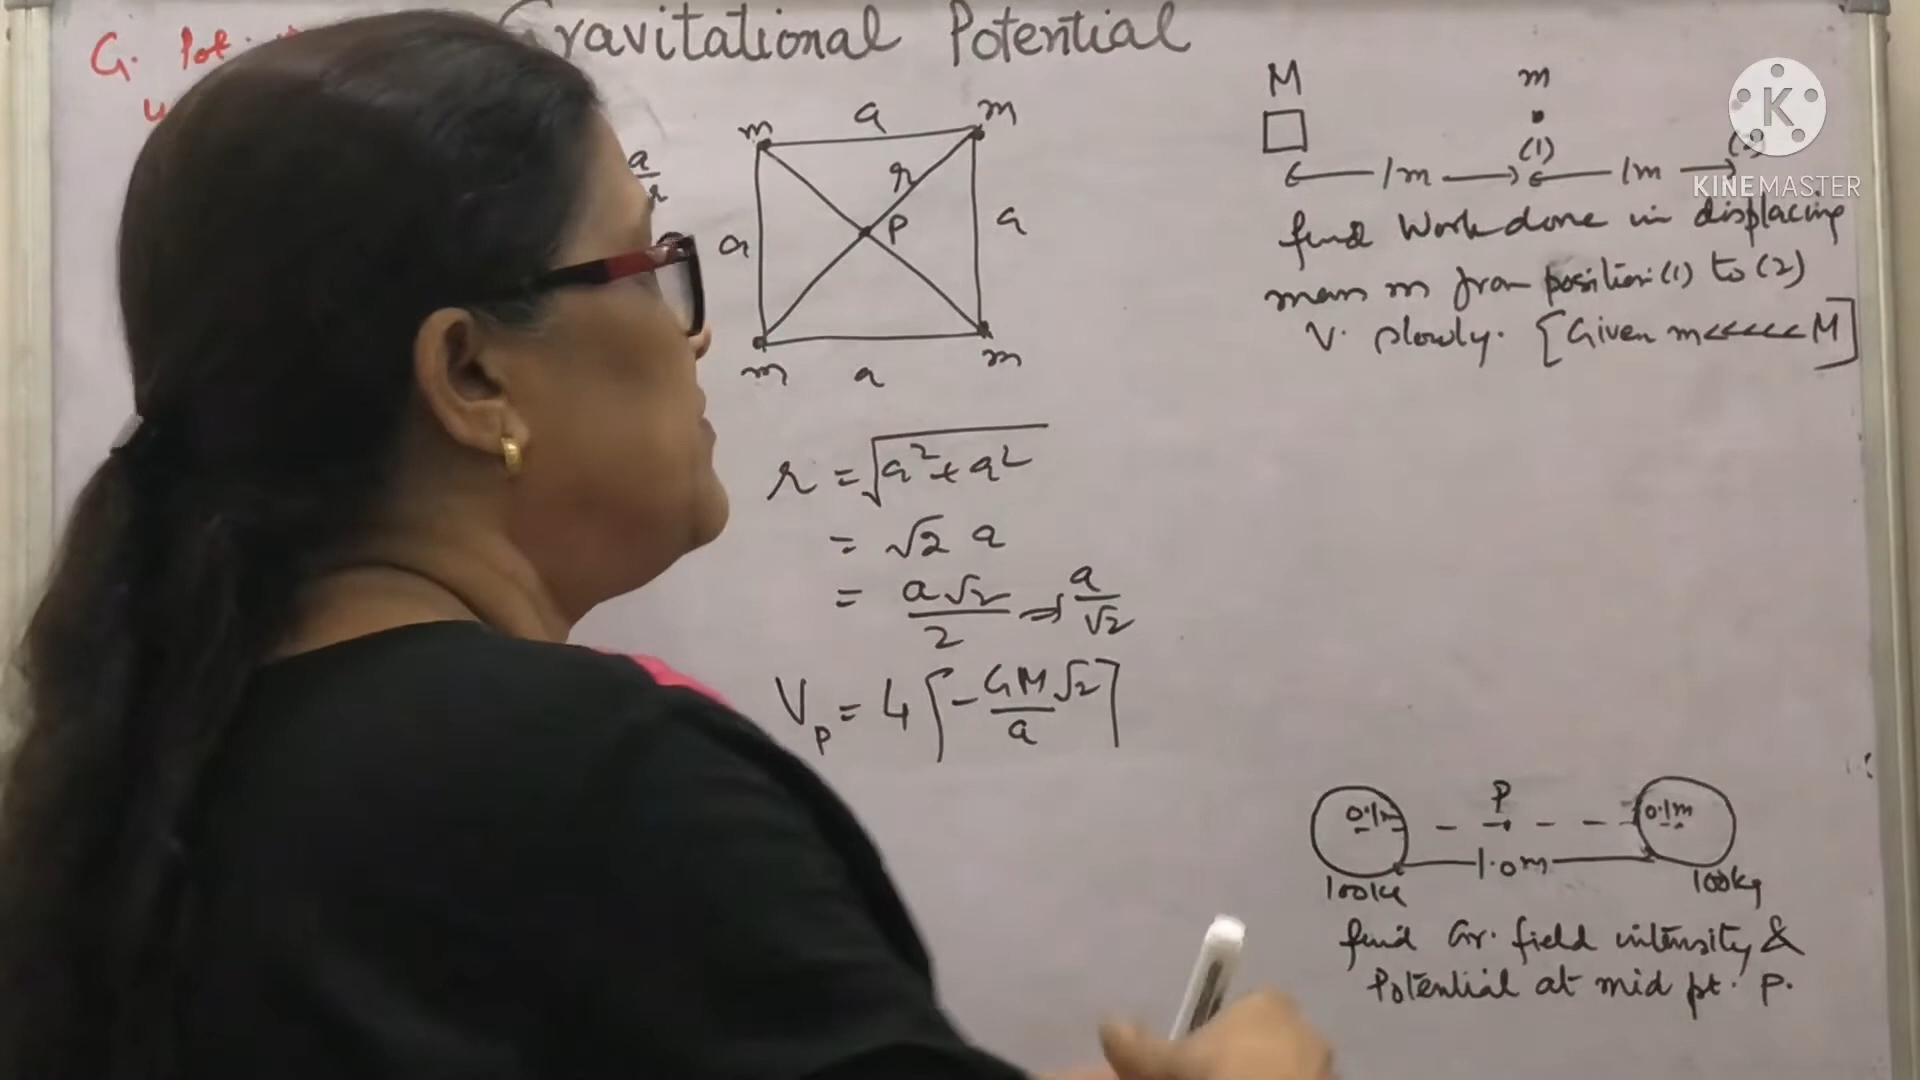 Gravitational Potential
G. Pot.
a
r
m a m
r
a P a
m a m
r = √a²+a²
= √2 a
= a√2/2 ⇒ a/√2
Vp = 4 [-GM√2/a]
M m
(1)
1m 1m
find Work done in displacing
mass m from position (1) to (2)
V. slowly. [Given m<<<<<M]
0.1m P 0.1m
1.0m
100kg 100kg
find Gr. field intensity &
Potential at mid pt. P.
K
KINEMASTER